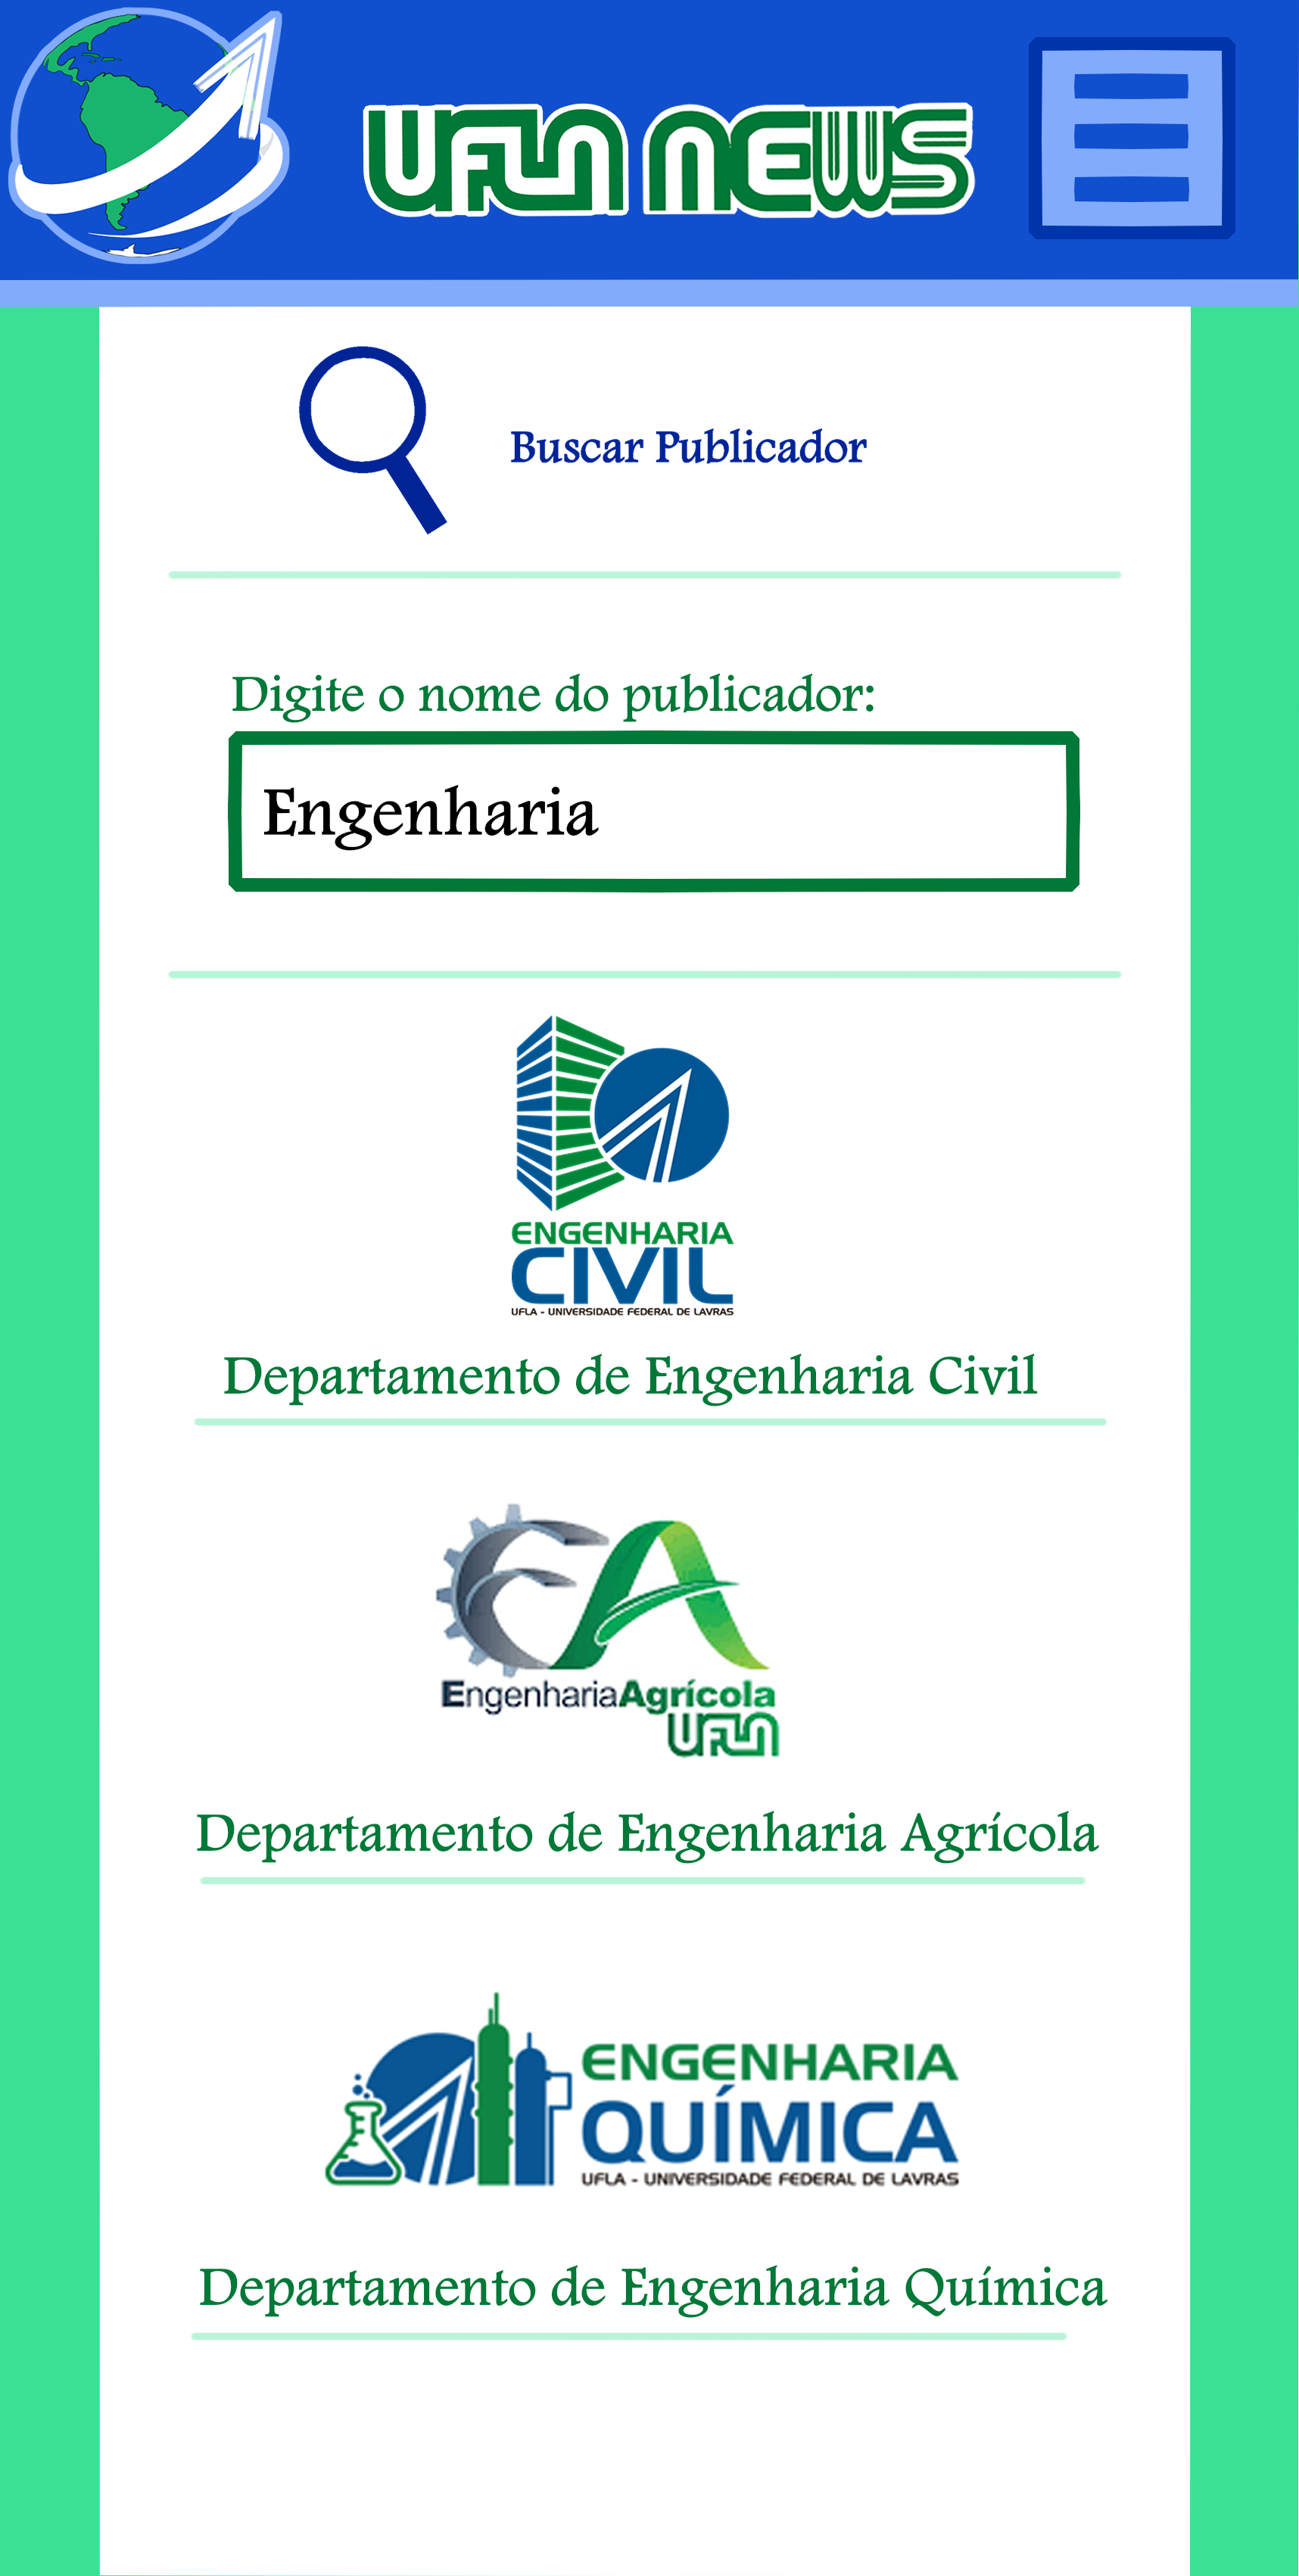 UFLA NEWS
Buscar Publicador
Digite o nome do publicador:
Engenharia
ENGENHARIA
CIVIL
UFLA - UNIVERSIDADE FEDERAL DE LAVRAS
Departamento de Engenharia Civil
EA
EngenhariaAgrícola
UFLA
Departamento de Engenharia Agrícola
ENGENHARIA
QUÍMICA
UFLA - UNIVERSIDADE FEDERAL DE LAVRAS
Departamento de Engenharia Química